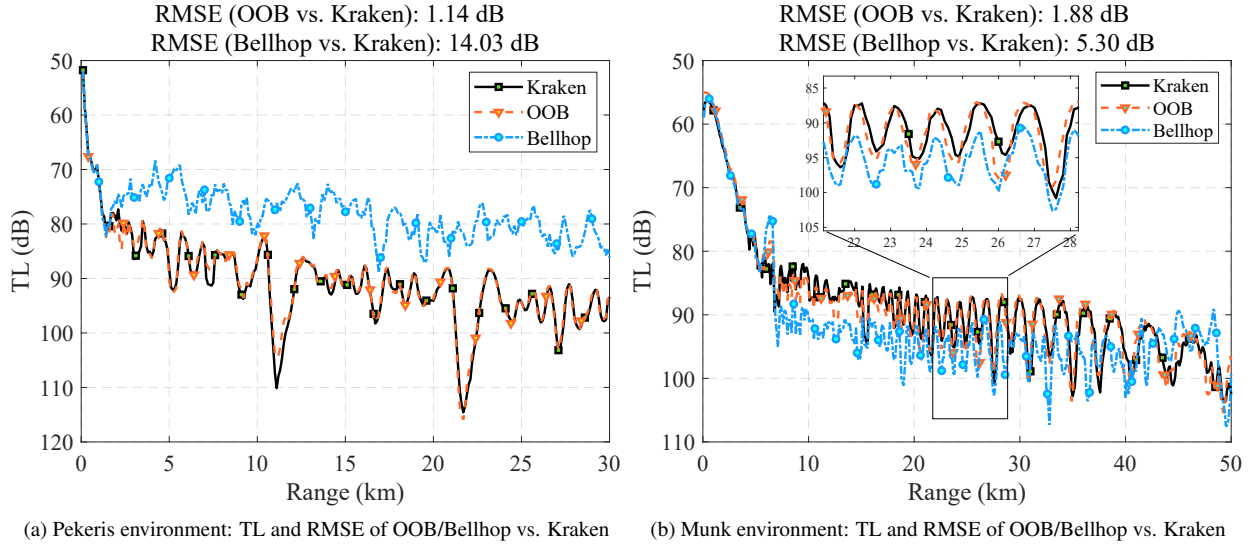 RMSE (OOB vs. Kraken): 1.14 dB
RMSE (Bellhop vs. Kraken): 14.03 dB
50
60
70
80
90
100
110
120
TL (dB)
Kraken
OOB
Bellhop
0 5 10 15 20 25 30
Range (km)
(a) Pekeris environment: TL and RMSE of OOB/Bellhop vs. Kraken
RMSE (OOB vs. Kraken): 1.88 dB
RMSE (Bellhop vs. Kraken): 5.30 dB
50
60
70
80
90
100
110
TL (dB)
85
90
95
100
105
22 23 24 25 26 27 28
Kraken
OOB
Bellhop
0 10 20 30 40 50
Range (km)
(b) Munk environment: TL and RMSE of OOB/Bellhop vs. Kraken